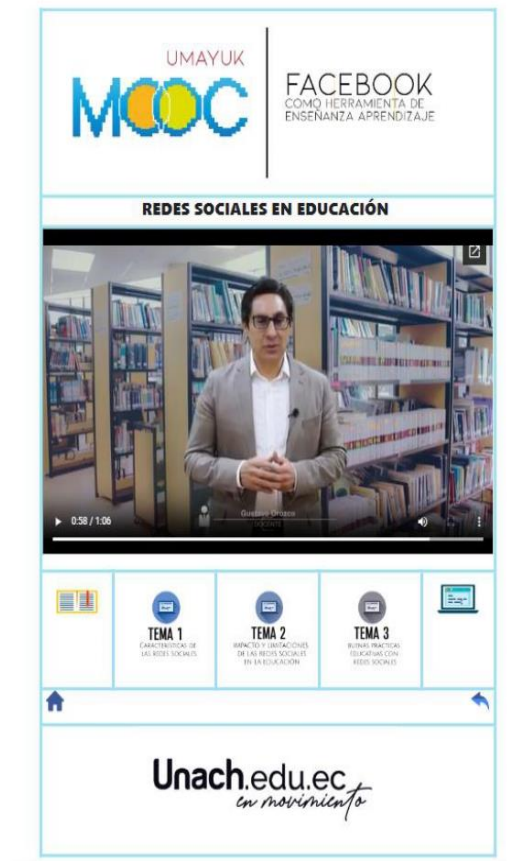 UMAYUK
MOOC
FACEBOOK
COMO HERRAMIENTA DE
ENSEÑANZA APRENDIZAJE
REDES SOCIALES EN EDUCACIÓN
0:58 / 1:06
Gustavo Orozco
DOCENTE
TEMA 1
CARACTERÍSTICAS DE
LAS REDES SOCIALES
TEMA 2
IMPACTO Y LIMITACIONES
DE LAS REDES SOCIALES
EN LA EDUCACIÓN
TEMA 3
BUENAS PRÁCTICAS
EDUCATIVAS CON
REDES SOCIALES
Unach.edu.ec
en movimiento